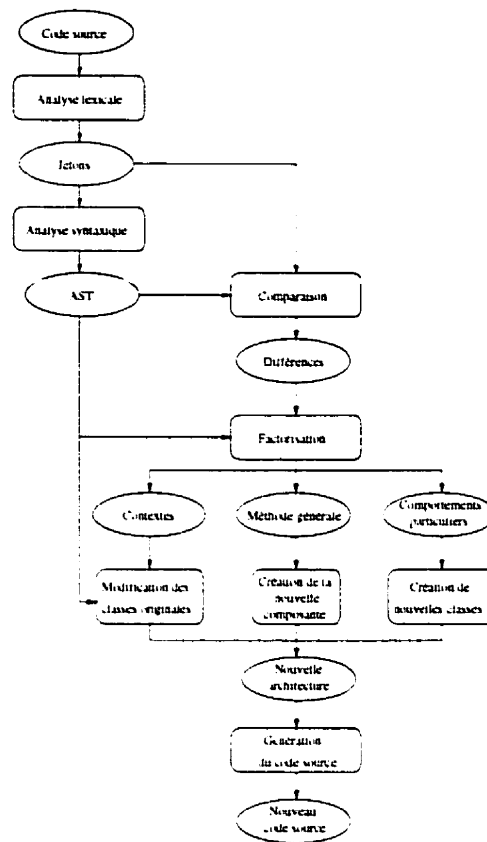 Code source
Analyse lexicale
Jetons
Analyse syntaxique
AST
Comparaison
Différences
Factorisation
Contextes
Méthode générale
Comportements
particuliers
Modification des
classes originales
Création de la
nouvelle
composante
Création de
nouvelles classes
Nouvelle
architecture
Génération
du code source
Nouveau
code source